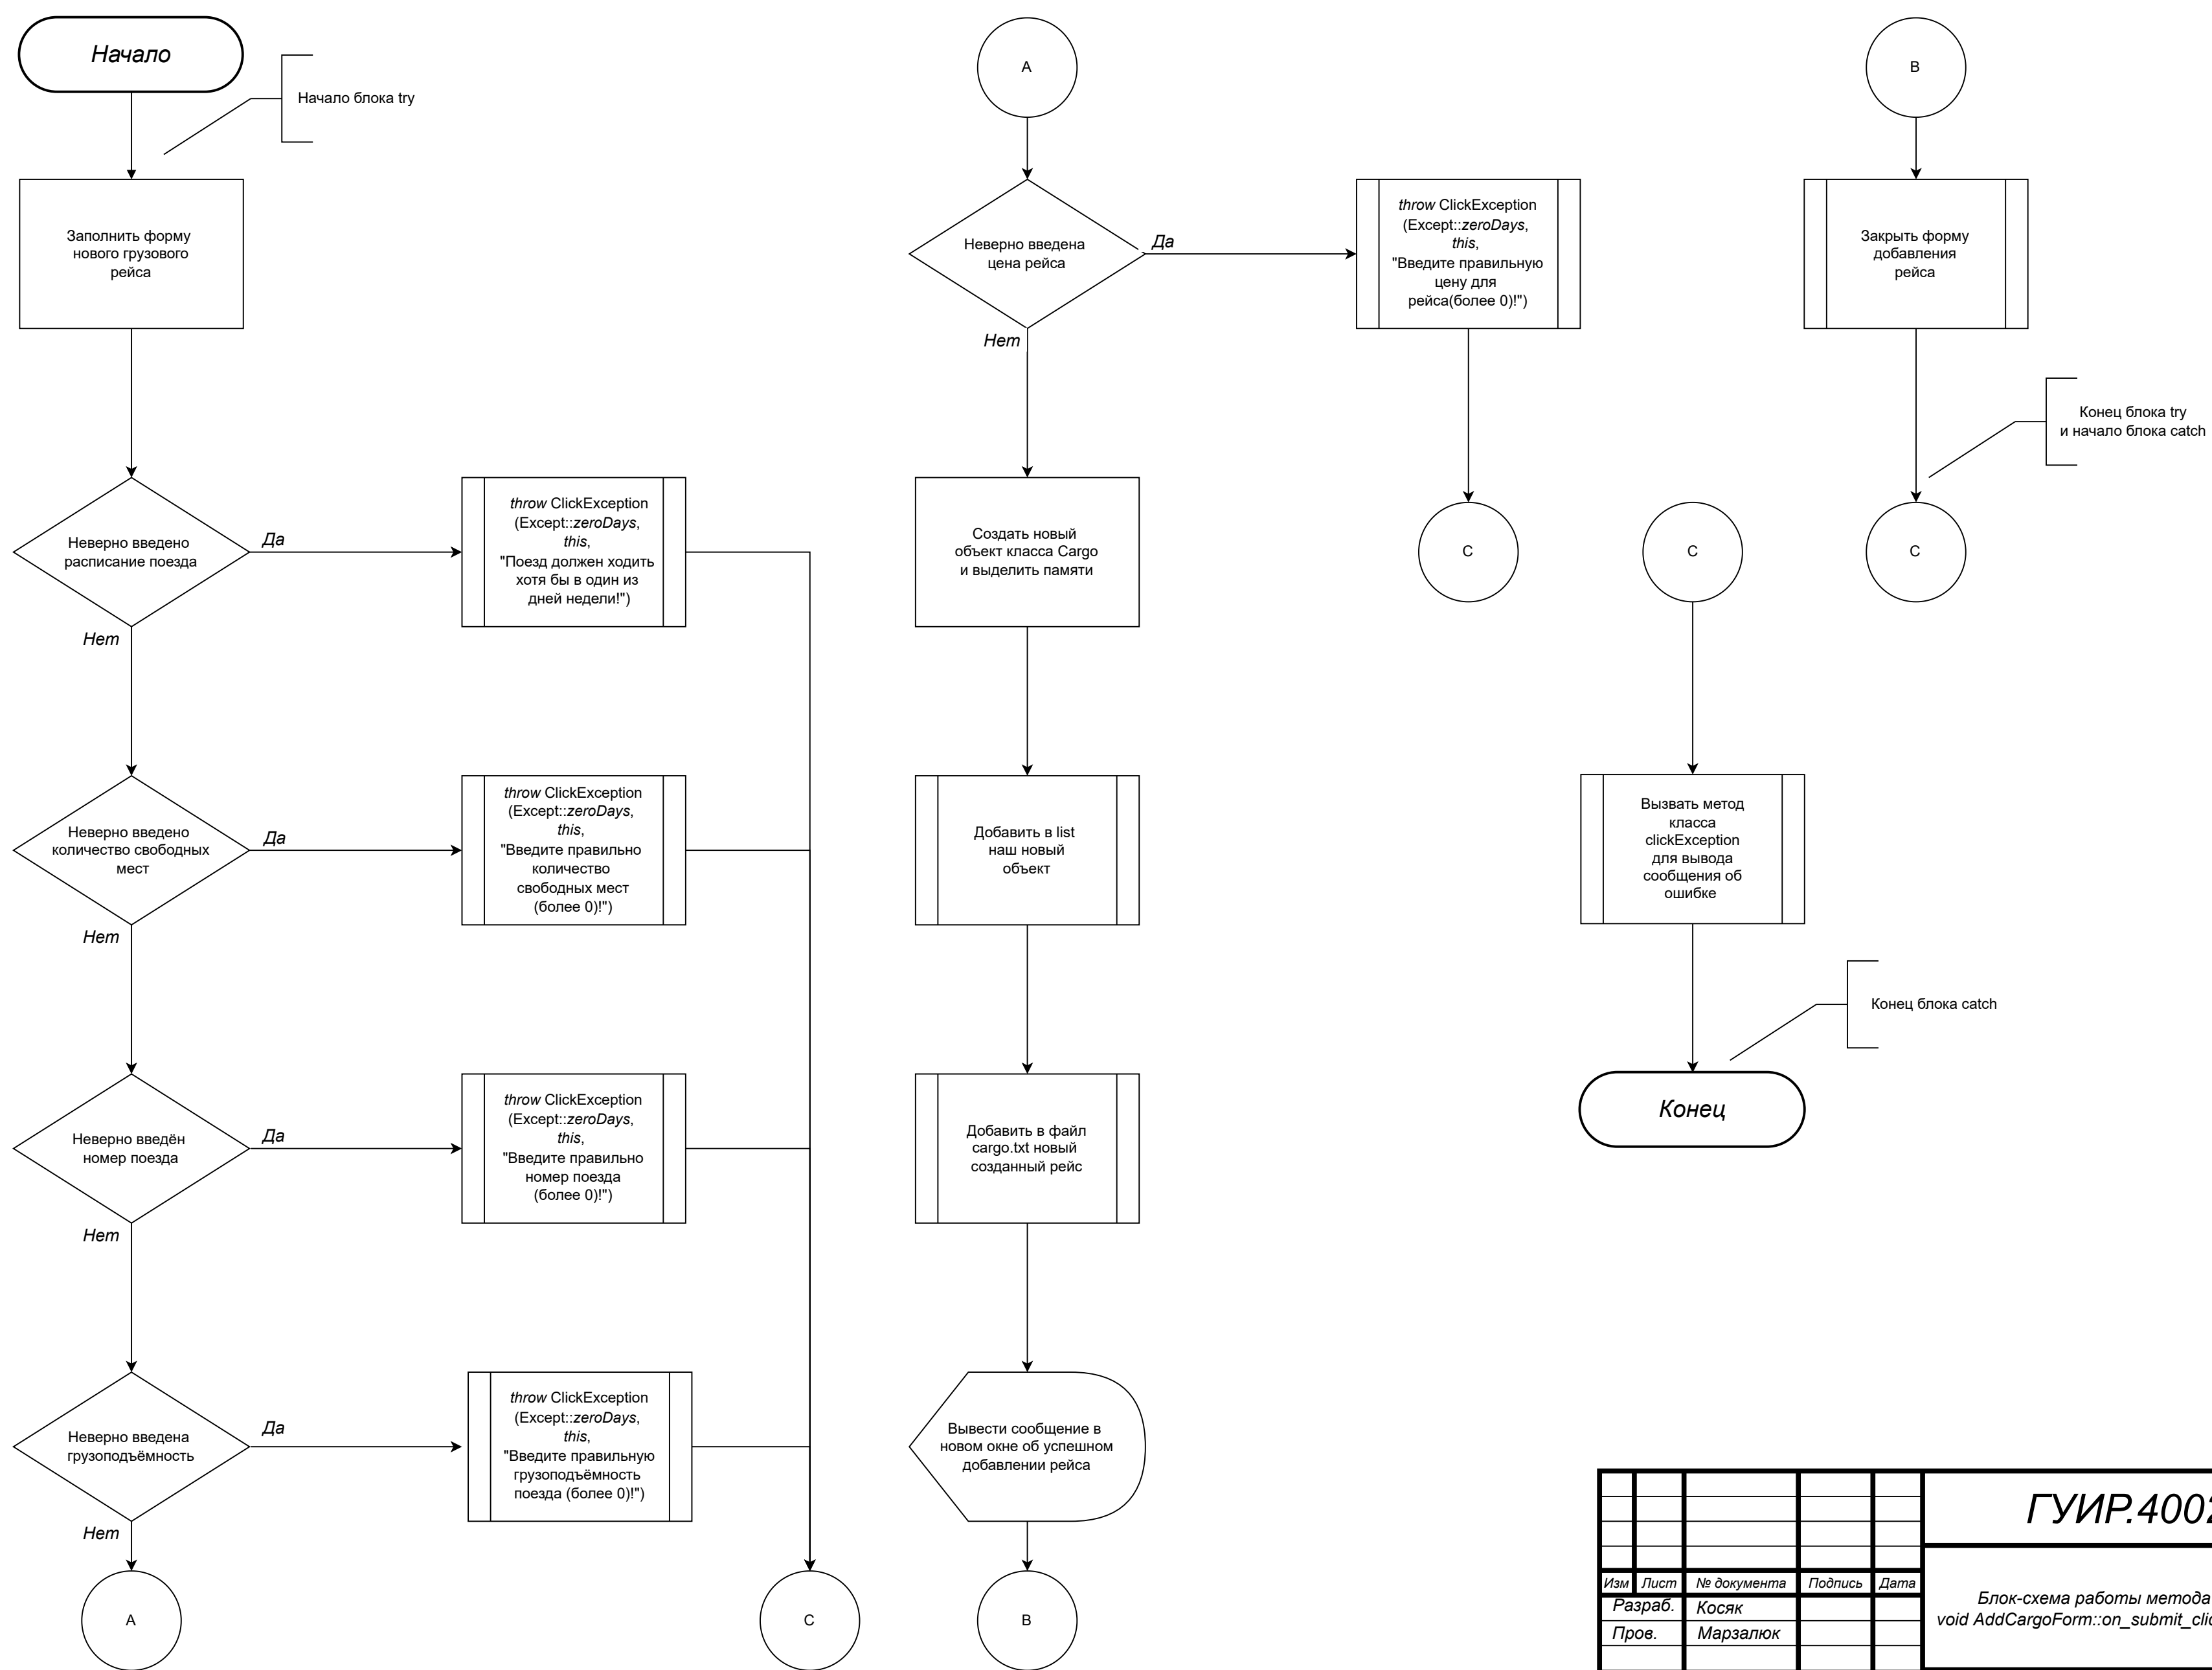 Начало
Начало блока try
Заполнить форму
нового грузового
рейса
Неверно введено
расписание поезда
Да
Нет
throw ClickException
(Except::zeroDays,
this,
"Поезд должен ходить
хотя бы в один из
дней недели!")
Неверно введено
количество свободных
мест
Да
Нет
throw ClickException
(Except::zeroDays,
this,
"Введите правильно
количество
свободных мест
(более 0)!")
Неверно введён
номер поезда
Да
Нет
throw ClickException
(Except::zeroDays,
this,
"Введите правильно
номер поезда
(более 0)!")
Неверно введена
грузоподъёмность
Да
Нет
throw ClickException
(Except::zeroDays,
this,
"Введите правильную
грузоподъёмность
поезда (более 0)!")
A
C
A
Неверно введена
цена рейса
Да
Нет
throw ClickException
(Except::zeroDays,
this,
"Введите правильную
цену для
рейса(более 0)!")
C
Создать новый
объект класса Cargo
и выделить памяти
Добавить в list
наш новый
объект
Добавить в файл
cargo.txt новый
созданный рейс
Вывести сообщение в
новом окне об успешном
добавлении рейса
B
B
Закрыть форму
добавления
рейса
Конец блока try
и начало блока catch
C
C
Вызвать метод
класса
clickException
для вывода
сообщения об
ошибке
Конец блока catch
Конец
ГУИР.400
Изм Лист № документа Подпись Дата
Разраб. Косяк
Пров. Марзалюк
Блок-схема работы метода
void AddCargoForm::on_submit_clic